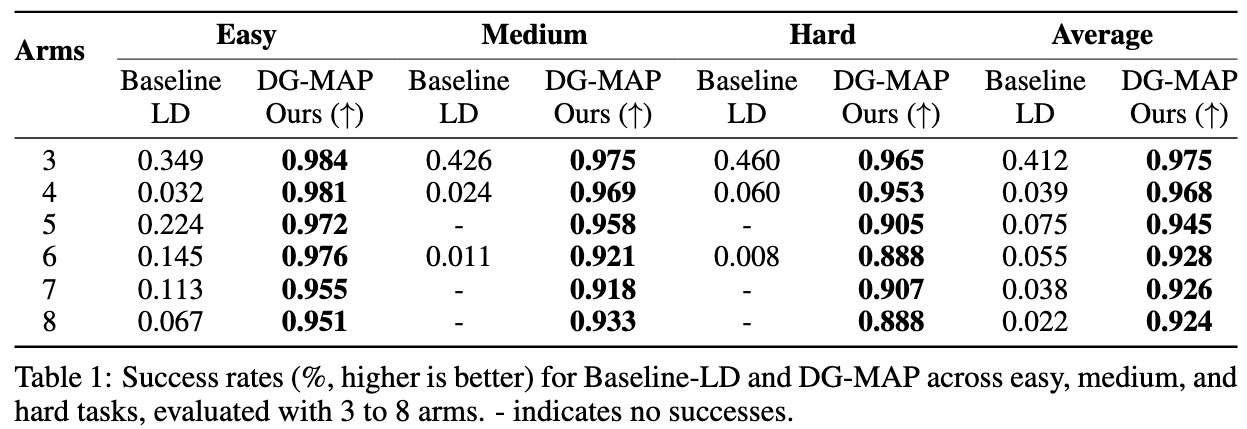 Arms Easy Medium Hard Average
Baseline LD DG-MAP Ours (↑) Baseline LD DG-MAP Ours (↑) Baseline LD DG-MAP Ours (↑) Baseline LD DG-MAP Ours (↑)
3 0.349 0.984 0.426 0.975 0.460 0.965 0.412 0.975
4 0.032 0.981 0.024 0.969 0.060 0.953 0.039 0.968
5 0.224 0.972 - 0.958 - 0.905 0.075 0.945
6 0.145 0.976 0.011 0.921 0.008 0.888 0.055 0.928
7 0.113 0.955 - 0.918 - 0.907 0.038 0.926
8 0.067 0.951 - 0.933 - 0.888 0.022 0.924
Table 1: Success rates (%, higher is better) for Baseline-LD and DG-MAP across easy, medium, and
hard tasks, evaluated with 3 to 8 arms. - indicates no successes.